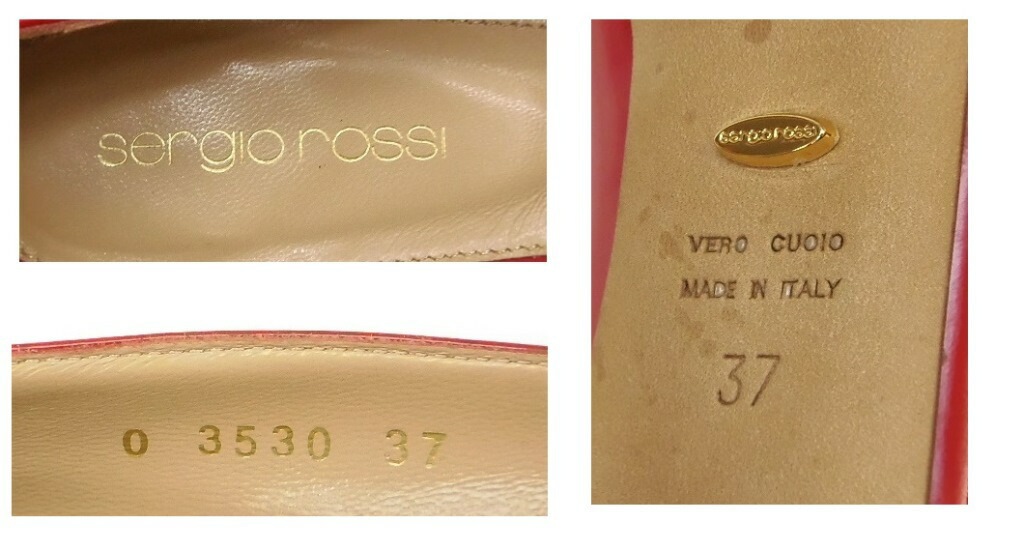 sergio rossi
0 3530 37
sergio rossi
VERO CUOIO
MADE IN ITALY
37